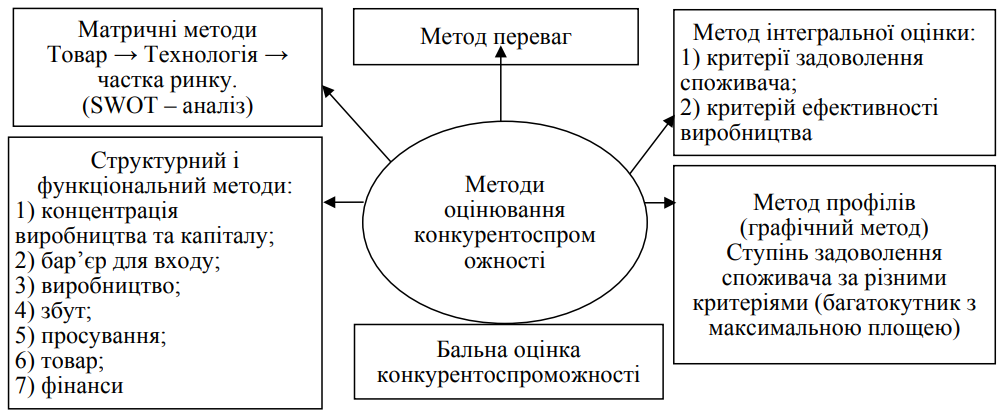 Матричні методи
Товар → Технологія →
частка ринку.
(SWOT – аналіз)
Метод переваг
Метод інтегральної оцінки:
1) критерії задоволення
споживача;
2) критерій ефективності
виробництва
Структурний і
функціональний методи:
1) концентрація
виробництва та капіталу;
2) бар’єр для входу;
3) виробництво;
4) збут;
5) просування;
6) товар;
7) фінанси
Методи
оцінювання
конкурентоспром
ожності
Метод профілів
(графічний метод)
Ступінь задоволення
споживача за різними
критеріями (багатокутник з
максимальною площею)
Бальна оцінка
конкурентоспроможності